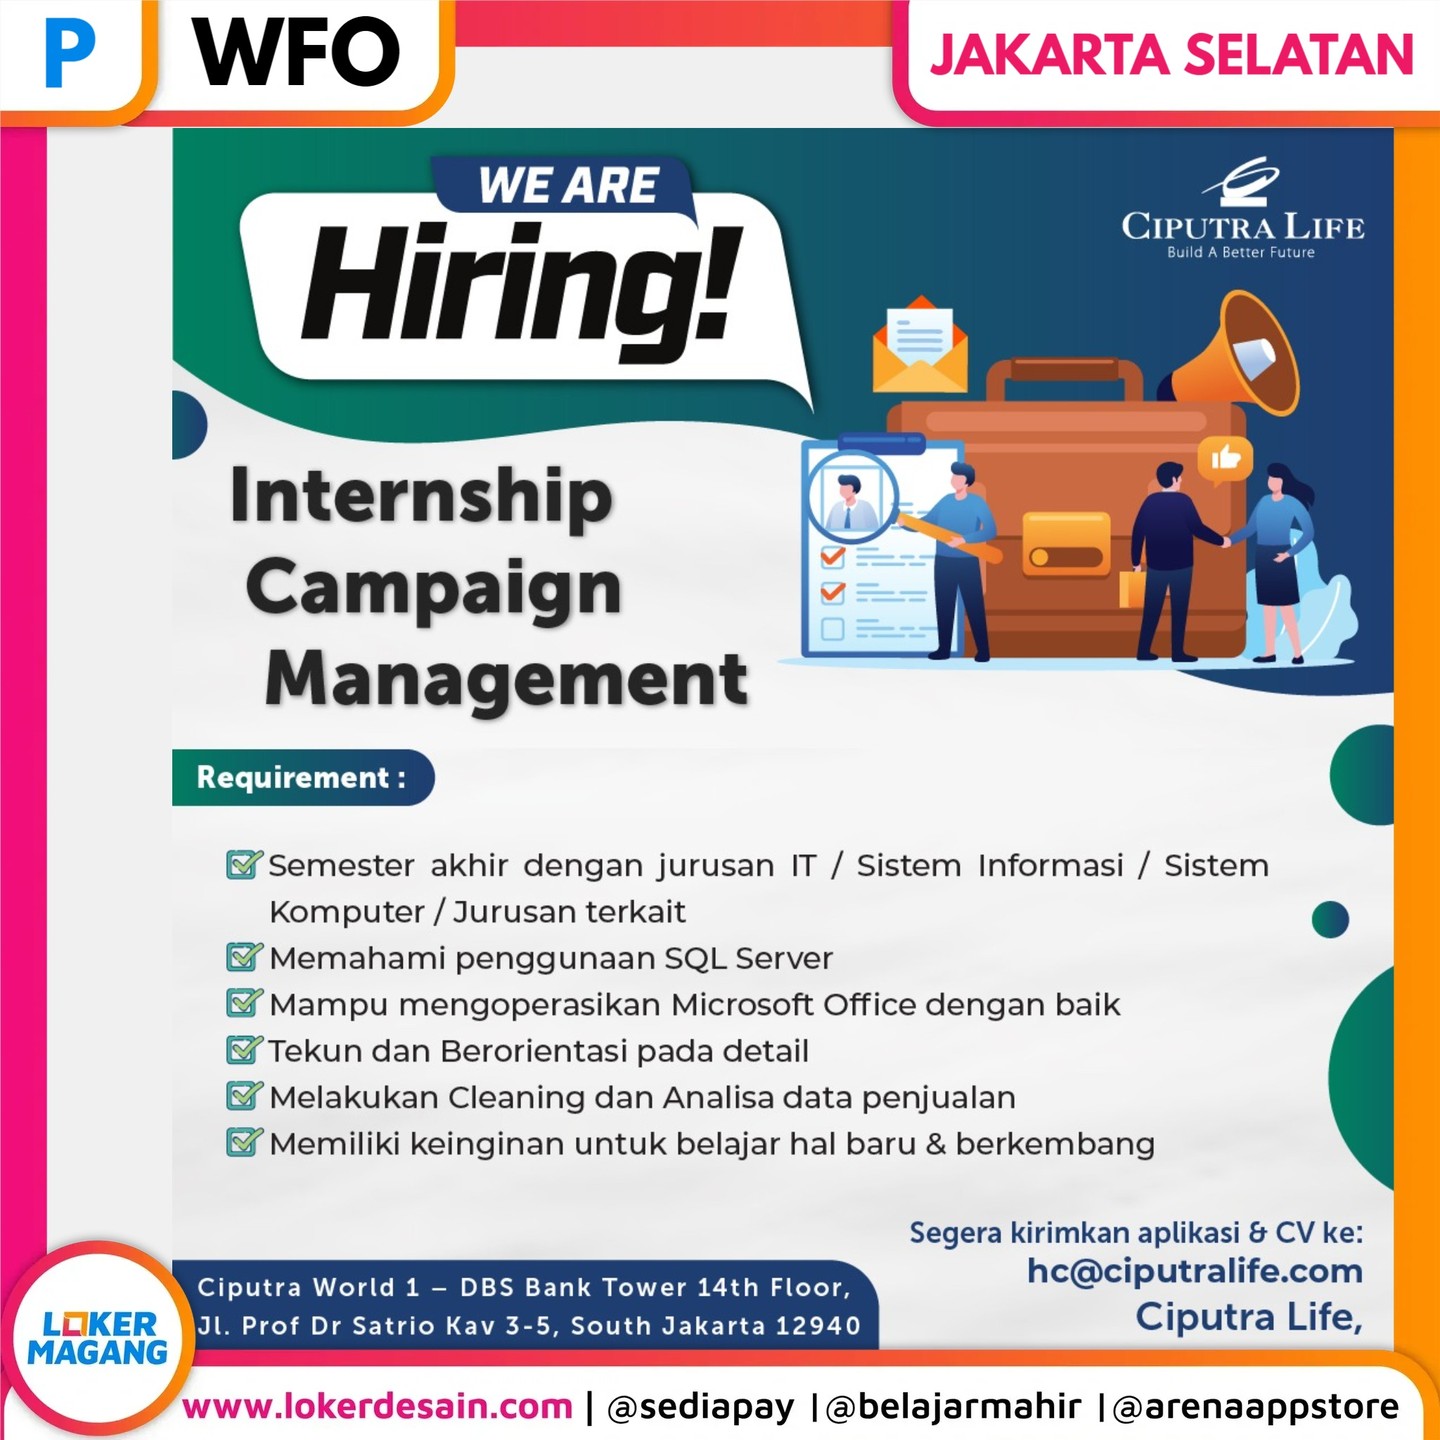 P
WFO
JAKARTA SELATAN
WE ARE
Hiring!
CIPUTRA LIFE
Build A Better Future
Internship
Campaign
Management
Requirement :
Semester akhir dengan jurusan IT / Sistem Informasi / Sistem
Komputer / Jurusan terkait
Memahami penggunaan SQL Server
Mampu mengoperasikan Microsoft Office dengan baik
Tekun dan Berorientasi pada detail
Melakukan Cleaning dan Analisa data penjualan
Memiliki keinginan untuk belajar hal baru & berkembang
Segera kirimkan aplikasi & CV ke:
hc@ciputralife.com
Ciputra Life,
Ciputra World 1 – DBS Bank Tower 14th Floor,
Jl. Prof Dr Satrio Kav 3-5, South Jakarta 12940
LOKER
MAGANG
www.lokerdesain.com | @sediapay | @belajarmahir | @arenaappstore